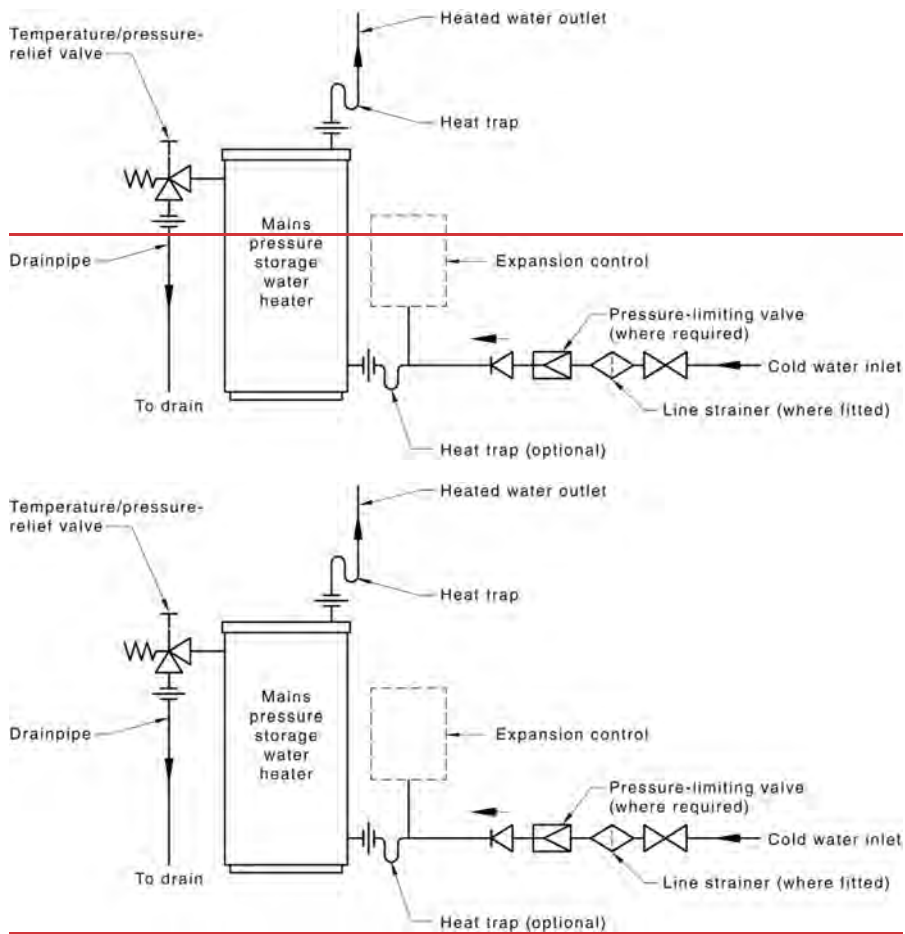 Heated water outlet
Temperature/pressure-
relief valve
Heat trap
Mains
pressure
storage
water
heater
Drainpipe
Expansion control
Pressure-limiting valve
(where required)
Cold water inlet
To drain
Line strainer (where fitted)
Heat trap (optional)
Heated water outlet
Temperature/pressure-
relief valve
Heat trap
Mains
pressure
storage
water
heater
Drainpipe
Expansion control
Pressure-limiting valve
(where required)
Cold water inlet
To drain
Line strainer (where fitted)
Heat trap (optional)